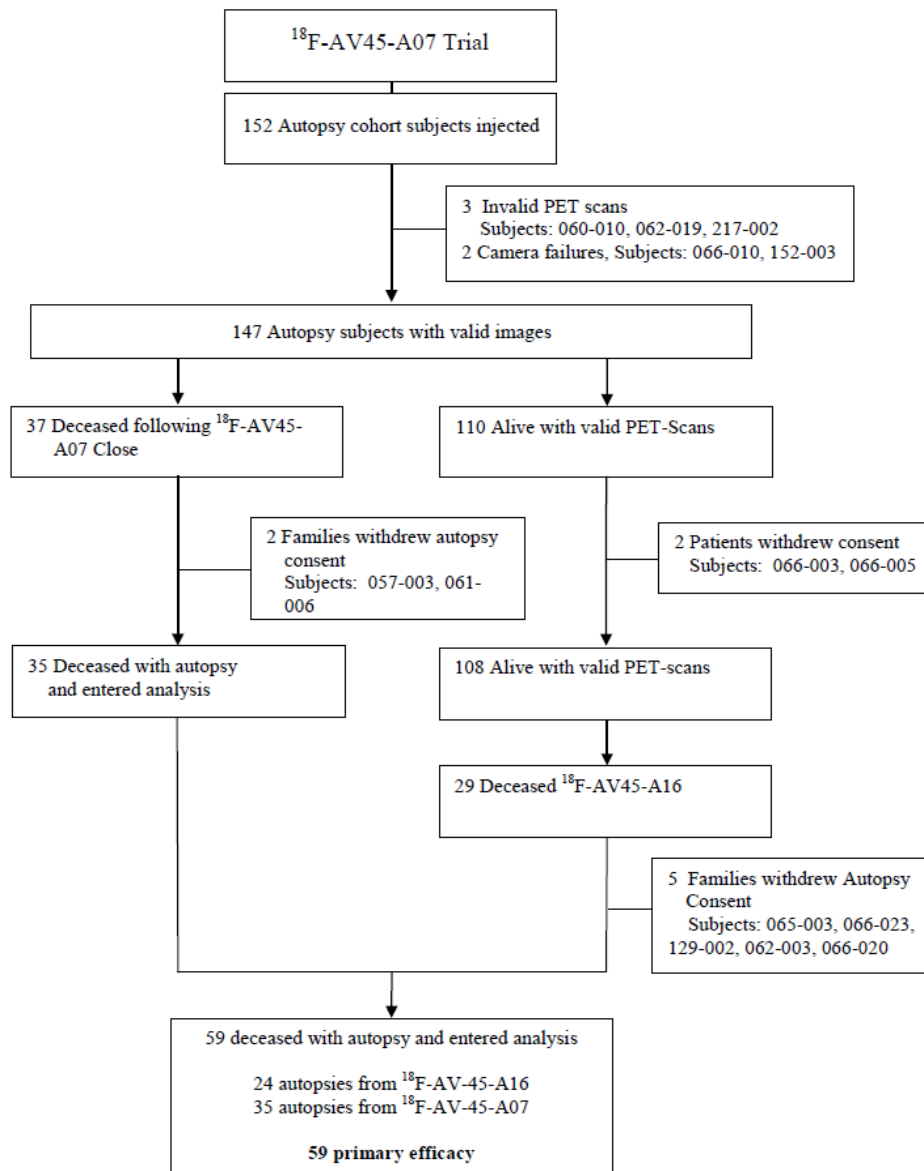 ¹⁸F-AV45-A07 Trial
152 Autopsy cohort subjects injected
3 Invalid PET scans
Subjects: 060-010, 062-019, 217-002
2 Camera failures, Subjects: 066-010, 152-003
147 Autopsy subjects with valid images
37 Deceased following ¹⁸F-AV45-
A07 Close
110 Alive with valid PET-Scans
2 Families withdrew autopsy
consent
Subjects: 057-003, 061-
006
2 Patients withdrew consent
Subjects: 066-003, 066-005
35 Deceased with autopsy
and entered analysis
108 Alive with valid PET-scans
29 Deceased ¹⁸F-AV45-A16
5 Families withdrew Autopsy
Consent
Subjects: 065-003, 066-023,
129-002, 062-003, 066-020
59 deceased with autopsy and entered analysis
24 autopsies from ¹⁸F-AV-45-A16
35 autopsies from ¹⁸F-AV-45-A07
59 primary efficacy